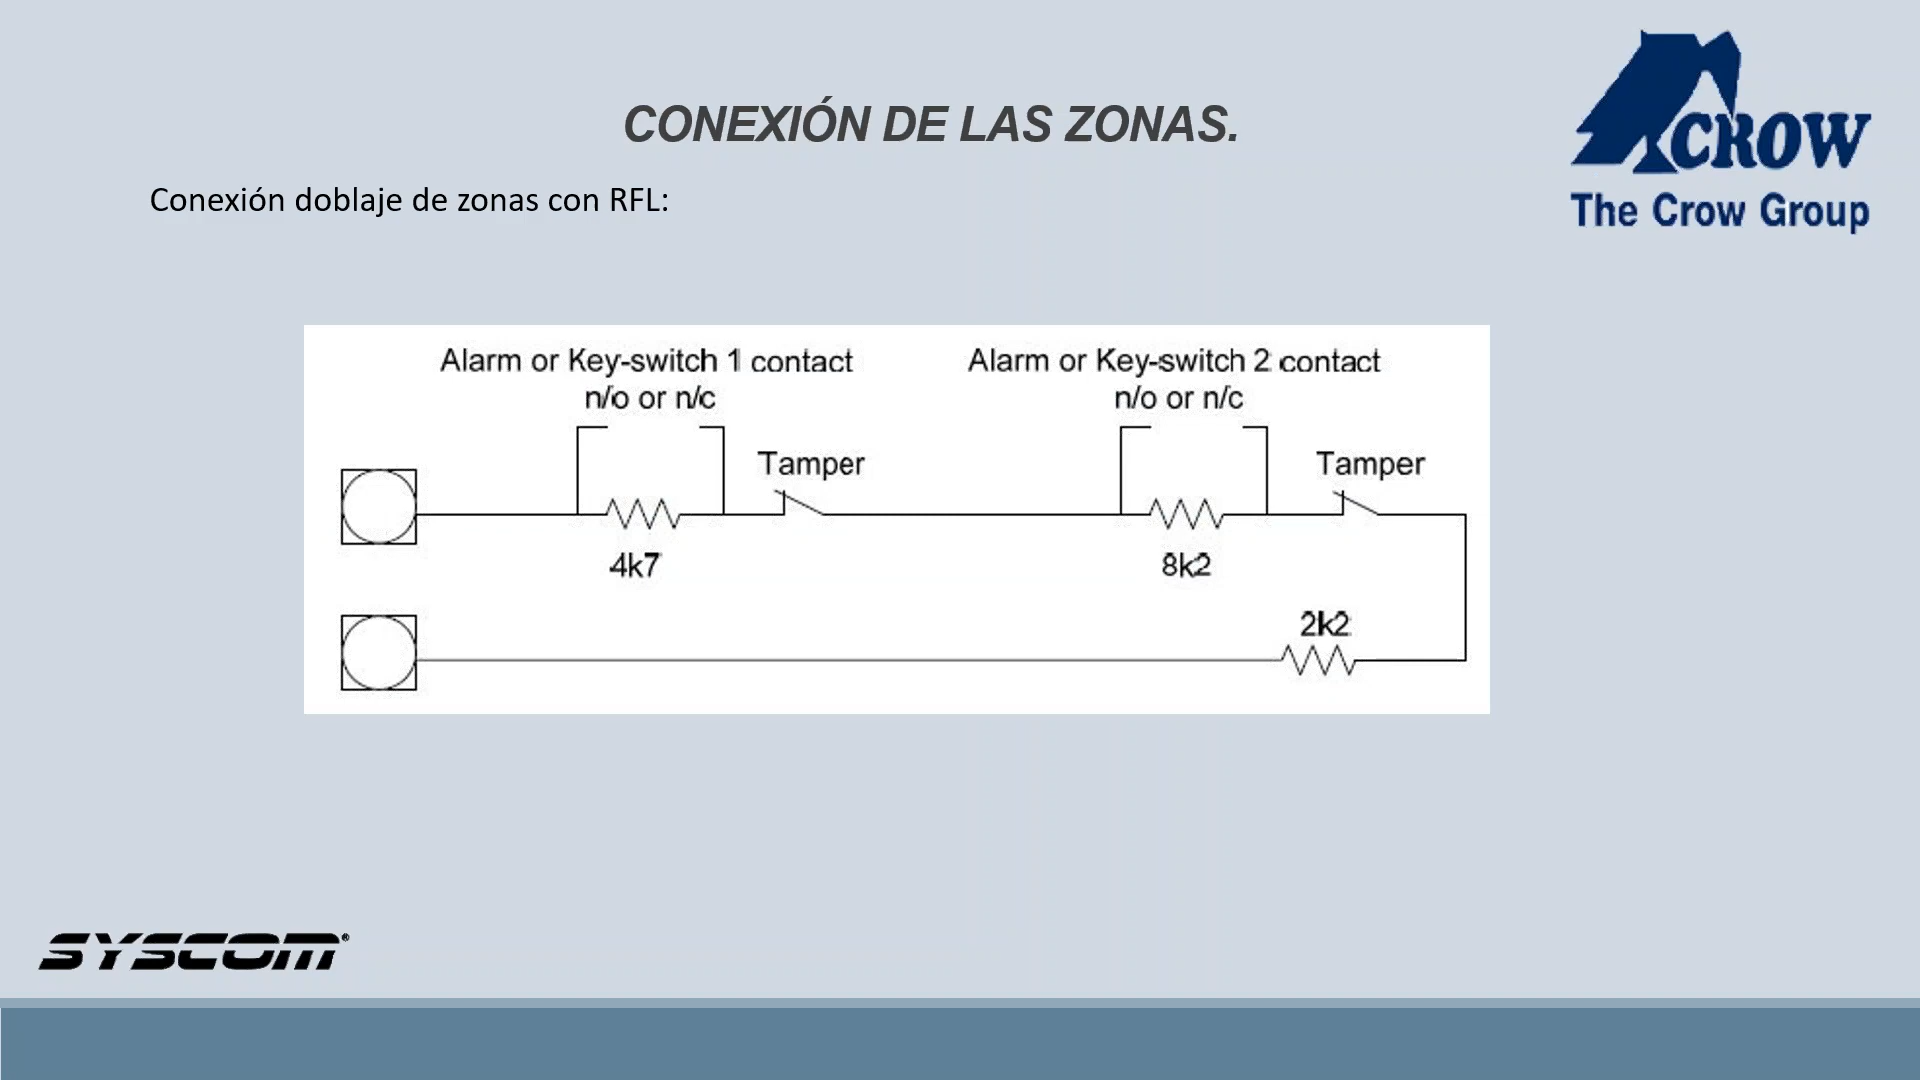 CONEXIÓN DE LAS ZONAS.
CROW
The Crow Group
Conexión doblaje de zonas con RFL:
Alarm or Key-switch 1 contact
n/o or n/c
Alarm or Key-switch 2 contact
n/o or n/c
Tamper
Tamper
4k7
8k2
2k2
SYSCOM®